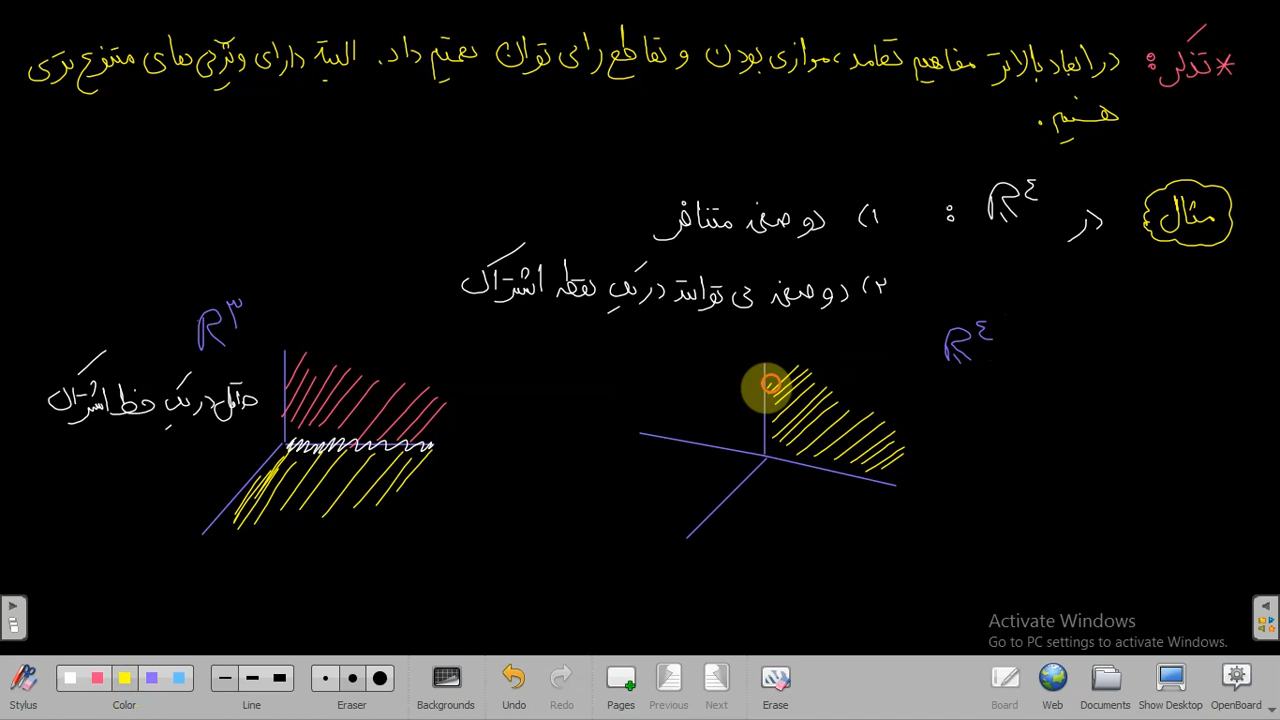 *تذکر: در ابعاد بالاتر مفاهیم تعامد، موازی بودن و تقاطع را می توان تعمیم داد. البته دارای ویژگی های متنوع تری
هستیم.
مثال در R⁴ : (۱ دو صفحه متنافر
(۲ دو صفحه می توانند در یک نقطه اشتراک
R³
R⁴
حداقل در یک خط اشتراک
Activate Windows
Go to PC settings to activate Windows.
Stylus Color Line Eraser Backgrounds Undo Redo Pages Previous Next Erase Board Web Documents Show Desktop OpenBoard